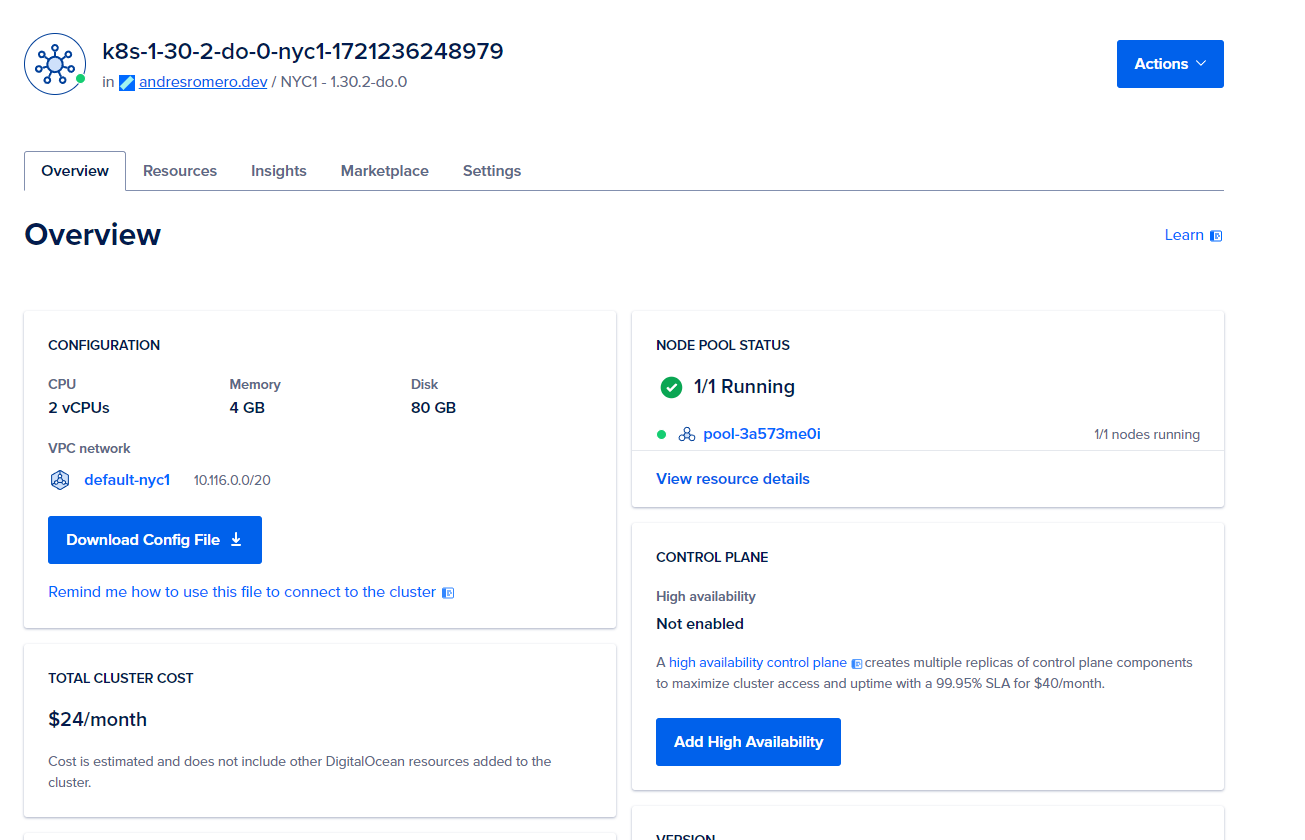 k8s-1-30-2-do-0-nyc1-1721236248979
in andresromero.dev / NYC1 - 1.30.2-do.0
Actions
Overview
Resources
Insights
Marketplace
Settings
Overview
Learn
CONFIGURATION
CPU
Memory
Disk
2 vCPUs
4 GB
80 GB
VPC network
default-nyc1
10.116.0.0/20
Download Config File
Remind me how to use this file to connect to the cluster
TOTAL CLUSTER COST
$24/month
Cost is estimated and does not include other DigitalOcean resources added to the
cluster.
NODE POOL STATUS
1/1 Running
pool-3a573me0i
1/1 nodes running
View resource details
CONTROL PLANE
High availability
Not enabled
A high availability control plane creates multiple replicas of control plane components
to maximize cluster access and uptime with a 99.95% SLA for $40/month.
Add High Availability
VERSION